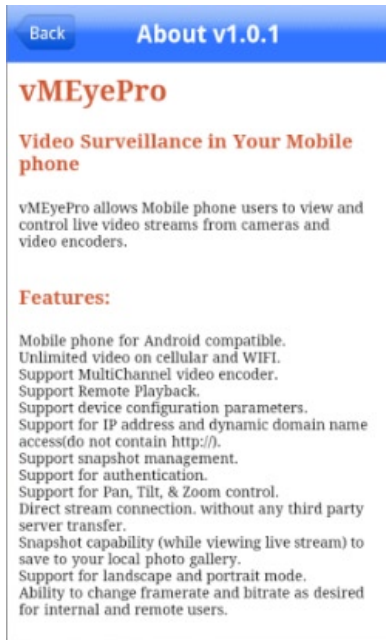 Back
About v1.0.1
vMEyePro
Video Surveillance in Your Mobile
phone
vMEyePro allows Mobile phone users to view and
control live video streams from cameras and
video encoders.
Features:
Mobile phone for Android compatible.
Unlimited video on cellular and WIFI.
Support MultiChannel video encoder.
Support Remote Playback.
Support device configuration parameters.
Support for IP address and dynamic domain name
access(do not contain http://).
Support snapshot management.
Support for authentication.
Support for Pan, Tilt, & Zoom control.
Direct stream connection. without any third party
server transfer.
Snapshot capability (while viewing live stream) to
save to your local photo gallery.
Support for landscape and portrait mode.
Ability to change framerate and bitrate as desired
for internal and remote users.